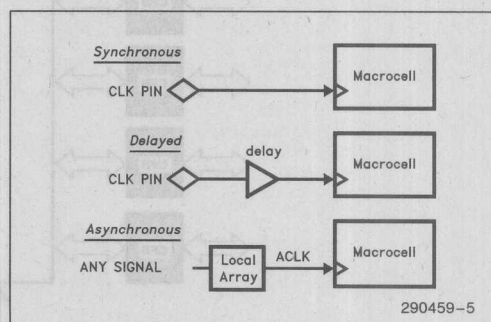 Synchronous
CLK PIN
Macrocell
Delayed
CLK PIN
delay
Macrocell
Asynchronous
ANY SIGNAL
Local
Array
ACLK
Macrocell
290459-5